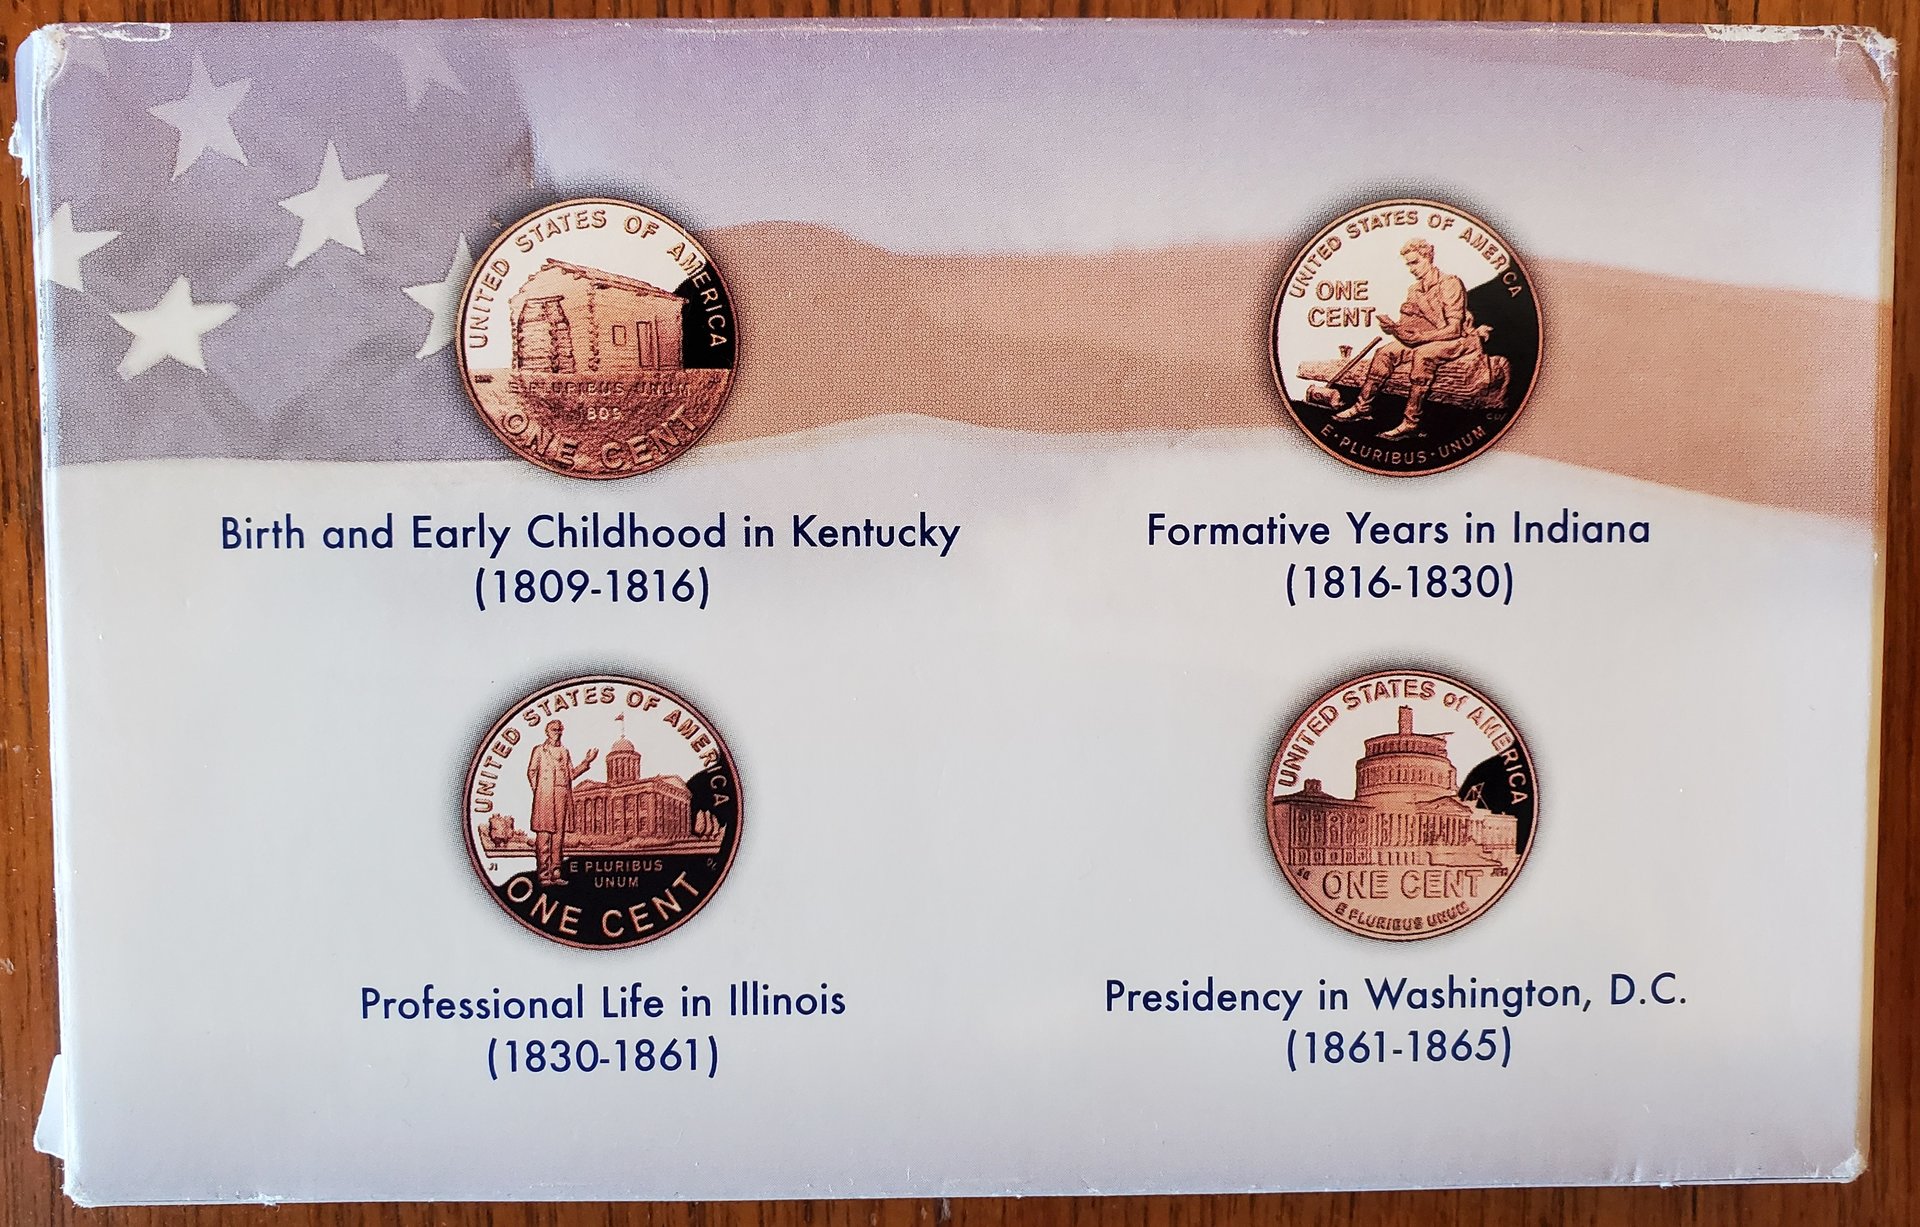 UNITED STATES OF AMERICA
E PLURIBUS UNUM
ONE CENT
UNITED STATES OF AMERICA
ONE
CENT
E·PLURIBUS·UNUM
Birth and Early Childhood in Kentucky
(1809-1816)
Formative Years in Indiana
(1816-1830)
UNITED STATES OF AMERICA
E PLURIBUS
UNUM
ONE CENT
UNITED STATES of AMERICA
ONE CENT
E PLURIBUS UNUM
Professional Life in Illinois
(1830-1861)
Presidency in Washington, D.C.
(1861-1865)